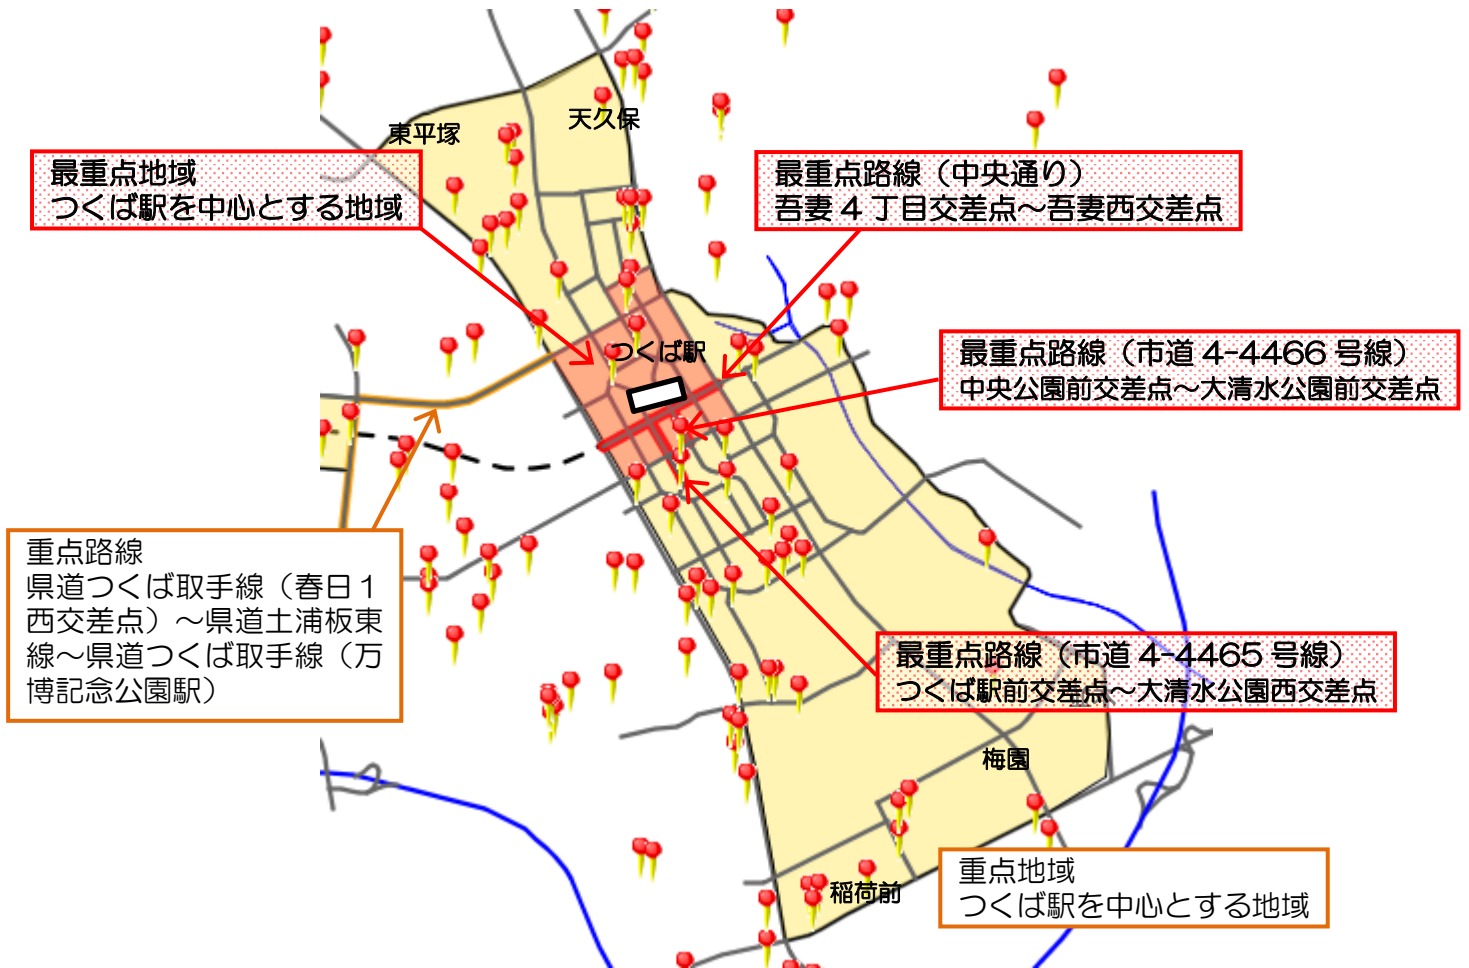 天久保
東平塚
最重点地域
つくば駅を中心とする地域
最重点路線（中央通り）
吾妻４丁目交差点～吾妻西交差点
つくば駅
最重点路線（市道 4-4466 号線）
中央公園前交差点～大清水公園前交差点
重点路線
県道つくば取手線（春日１
西交差点）～県道土浦坂東
線～県道つくば取手線（万
博記念公園駅）
最重点路線（市道 4-4465 号線）
つくば駅前交差点～大清水公園西交差点
梅園
稲荷前
重点地域
つくば駅を中心とする地域